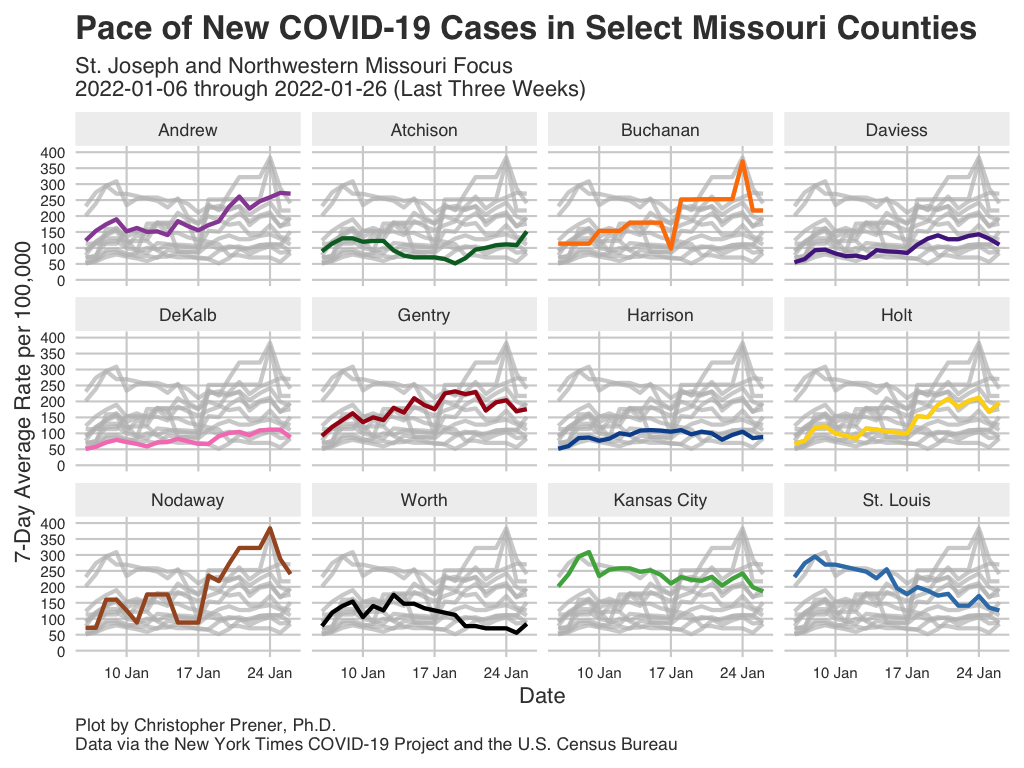 Pace of New COVID-19 Cases in Select Missouri Counties
St. Joseph and Northwestern Missouri Focus
2022-01-06 through 2022-01-26 (Last Three Weeks)
7-Day Average Rate per 100,000
Andrew Atchison Buchanan Daviess
400
350
300
250
200
150
100
50
0
DeKalb Gentry Harrison Holt
400
350
300
250
200
150
100
50
0
Nodaway Worth Kansas City St. Louis
400
350
300
250
200
150
100
50
0
10 Jan 17 Jan 24 Jan 10 Jan 17 Jan 24 Jan 10 Jan 17 Jan 24 Jan 10 Jan 17 Jan 24 Jan
Date
Plot by Christopher Prener, Ph.D.
Data via the New York Times COVID-19 Project and the U.S. Census Bureau